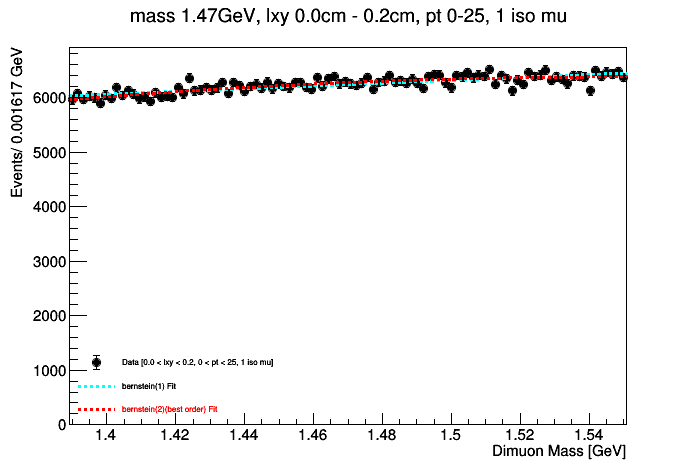 mass 1.47GeV, lxy 0.0cm - 0.2cm, pt 0-25, 1 iso mu
Events/ 0.001617 GeV
6000
5000
4000
3000
2000
1000
0
Data [0.0 < lxy < 0.2, 0 < pt < 25, 1 iso mu]
bernstein(1) Fit
bernstein(2)(best order) Fit
1.4 1.42 1.44 1.46 1.48 1.5 1.52 1.54
Dimuon Mass [GeV]